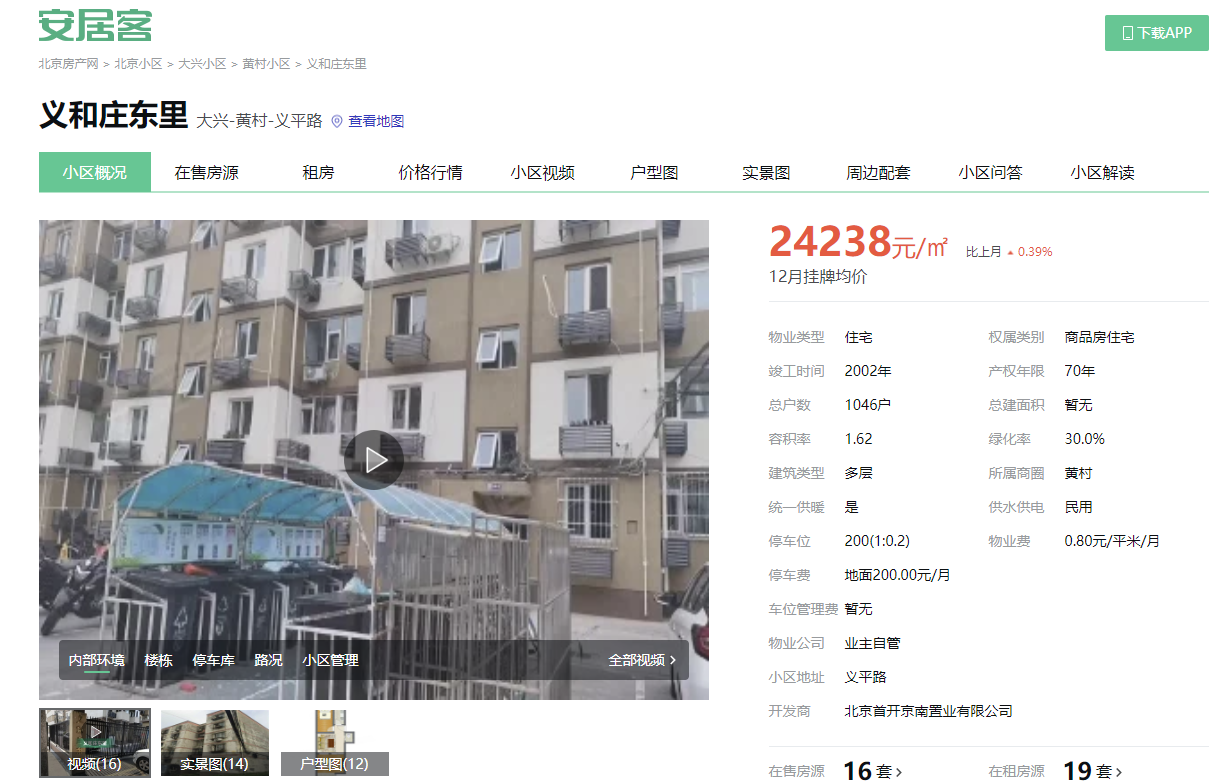 安居客
下载APP
北京房产网 > 北京小区 > 大兴小区 > 黄村小区 > 义和庄东里
义和庄东里 大兴-黄村-义平路 查看地图
小区概况 在售房源 租房 价格行情 小区视频 户型图 实景图 周边配套 小区问答 小区解读
24238元/㎡ 比上月 0.39%
12月挂牌均价
物业类型 住宅 权属类别 商品房住宅
竣工时间 2002年 产权年限 70年
总户数 1046户 总建面积 暂无
容积率 1.62 绿化率 30.0%
建筑类型 多层 所属商圈 黄村
统一供暖 是 供水供电 民用
停车位 200(1:0.2) 物业费 0.80元/平米/月
停车费 地面200.00元/月
车位管理费 暂无
物业公司 业主自管
小区地址 义平路
开发商 北京首开京南置业有限公司
在售房源 16 套 > 在租房源 19 套 >
内部环境 楼栋 停车库 路况 小区管理 全部视频 >
视频(16) 实景图(14) 户型图(12)